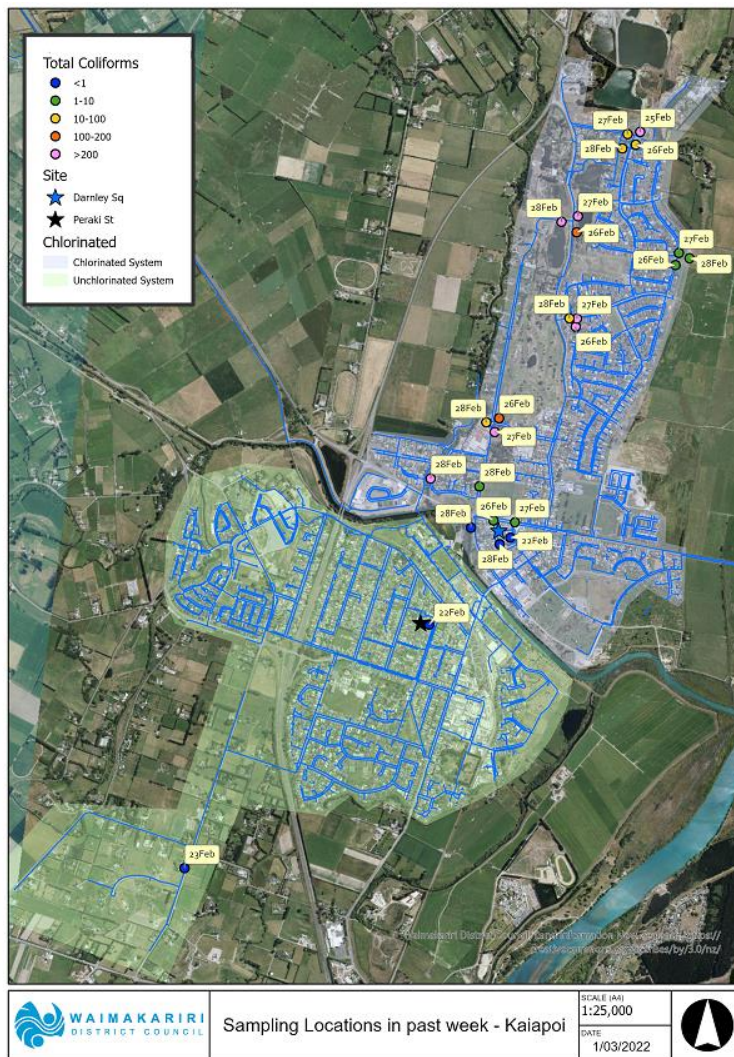 Total Coliforms
<1
1-10
10-100
100-200
>200
Site
Darnley Sq
Peraki St
Chlorinated
Chlorinated System
Unchlorinated System
27Feb
25Feb
28Feb
26Feb
28Feb
27Feb
26Feb
27Feb
26Feb
28Feb
28Feb
27Feb
26Feb
28Feb
26Feb
27Feb
28Feb
28Feb
26Feb
27Feb
28Feb
22Feb
28Feb
22Feb
23Feb
WAIMAKARIRI
DISTRICT COUNCIL
Sampling Locations in past week - Kaiapoi
SCALE (A4)
1:25,000
DATE
1/03/2022